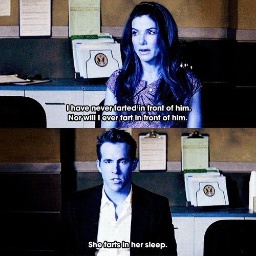 I have never farted in front of him.
Nor will I ever fart in front of him.
She farts in her sleep.